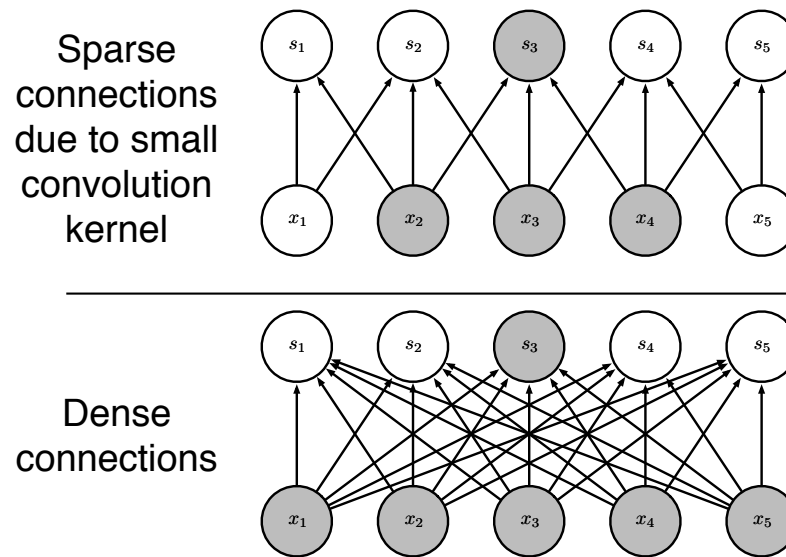 s1 s2 s3 s4 s5
Sparse
connections
due to small
convolution
kernel
x1 x2 x3 x4 x5
s1 s2 s3 s4 s5
Dense
connections
x1 x2 x3 x4 x5